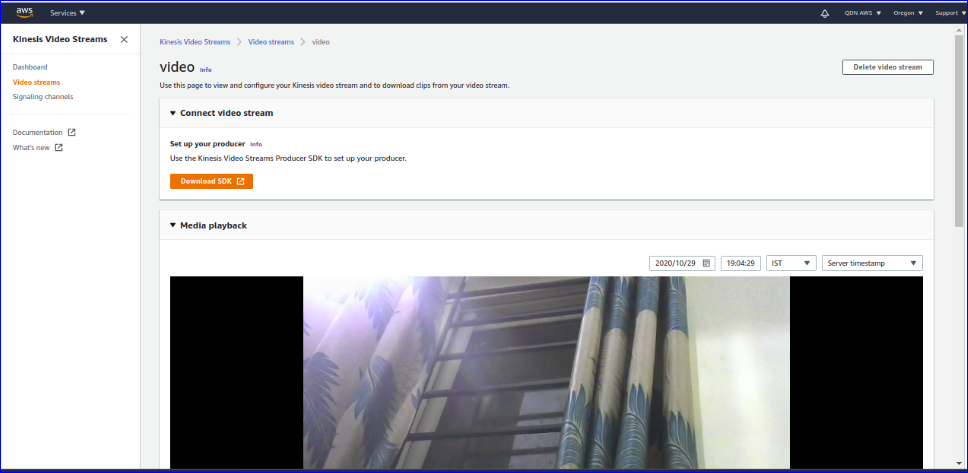 aws Services QDN AWS Oregon Support
Kinesis Video Streams
Dashboard
Video streams
Signaling channels
Documentation
What's new
Kinesis Video Streams Video streams video
video Info
Delete video stream
Use this page to view and configure your Kinesis video stream and to download clips from your video stream.
Connect video stream
Set up your producer Info
Use the Kinesis Video Streams Producer SDK to set up your producer.
Download SDK
Media playback
2020/10/29 19:04:29 IST Server timestamp